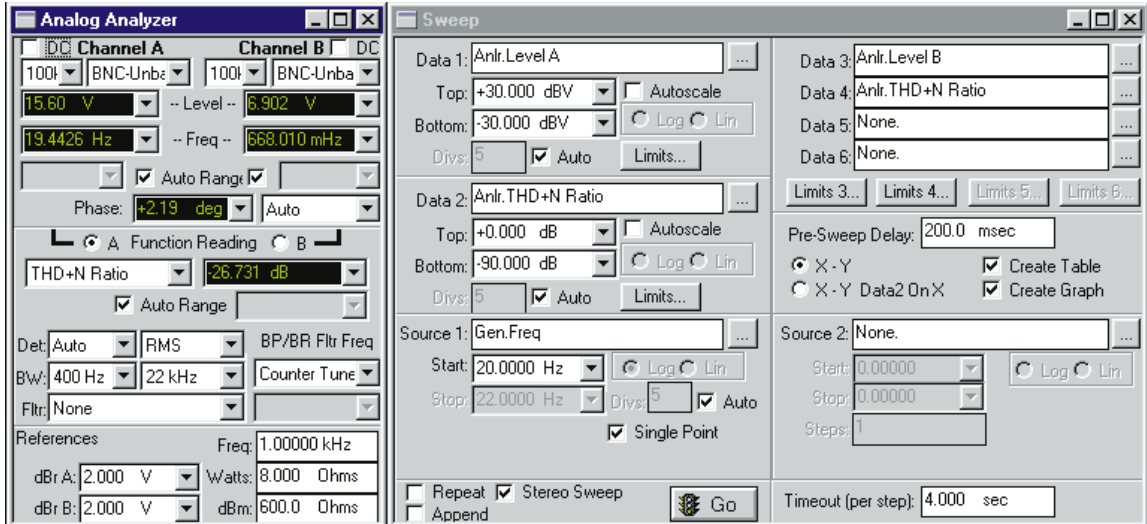 Analog Analyzer
DC Channel A Channel B DC
BNC-Unba BNC-Unba
15.60 V -- Level -- 6.902 V
19.4426 Hz -- Freq -- 668.010 mHz
Auto Range
Phase: +2.19 deg Auto
A Function Reading B
THD+N Ratio -26.731 dB
Auto Range
Det: Auto RMS BP/BR Fltr Freq
BW: 400 Hz 22 kHz Counter Tune
Fltr: None
References Freq: 1.00000 kHz
dBr A: 2.000 V Watts: 8.000 Ohms
dBr B: 2.000 V dBm: 600.0 Ohms
Sweep
Data 1: Anlr.Level A ...
Top: +30.000 dBV Autoscale
Bottom: -30.000 dBV Log Lin
Divs: 5 Auto Limits...
Data 2: Anlr.THD+N Ratio ...
Top: +0.000 dB Autoscale
Bottom: -90.000 dB Log Lin
Divs: 5 Auto Limits...
Source 1: Gen.Freq ...
Start: 20.0000 Hz Log Lin
Stop: 22.0000 Hz Divs: 5 Auto
Single Point
Repeat Stereo Sweep
Append Go
Data 3: Anlr.Level B ...
Data 4: Anlr.THD+N Ratio ...
Data 5: None. ...
Data 6: None. ...
Limits 3... Limits 4... Limits 5... Limits 6...
Pre-Sweep Delay: 200.0 msec
X - Y Create Table
X - Y Data2 On X Create Graph
Source 2: None. ...
Start: 0.00000 Log Lin
Stop: 0.00000
Steps: 1
Timeout (per step): 4.000 sec